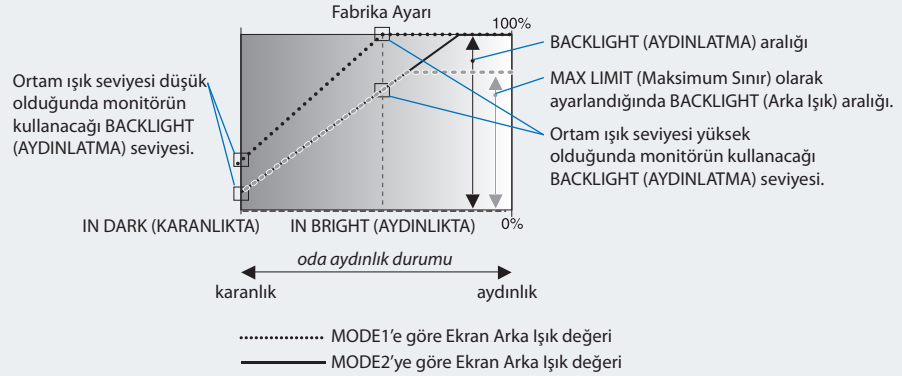 Fabrika Ayarı
100%
BACKLIGHT (AYDINLATMA) aralığı
MAX LIMIT (Maksimum Sınır) olarak
ayarlandığında BACKLIGHT (Arka Işık) aralığı.
Ortam ışık seviyesi düşük
olduğunda monitörün
kullanacağı BACKLIGHT
(AYDINLATMA) seviyesi.
Ortam ışık seviyesi yüksek
olduğunda monitörün kullanacağı
BACKLIGHT (AYDINLATMA) seviyesi.
IN DARK (KARANLIKTA)
IN BRIGHT (AYDINLIKTA)
0%
oda aydınlık durumu
karanlık
aydınlık
MODE1'e göre Ekran Arka Işık değeri
MODE2'ye göre Ekran Arka Işık değeri